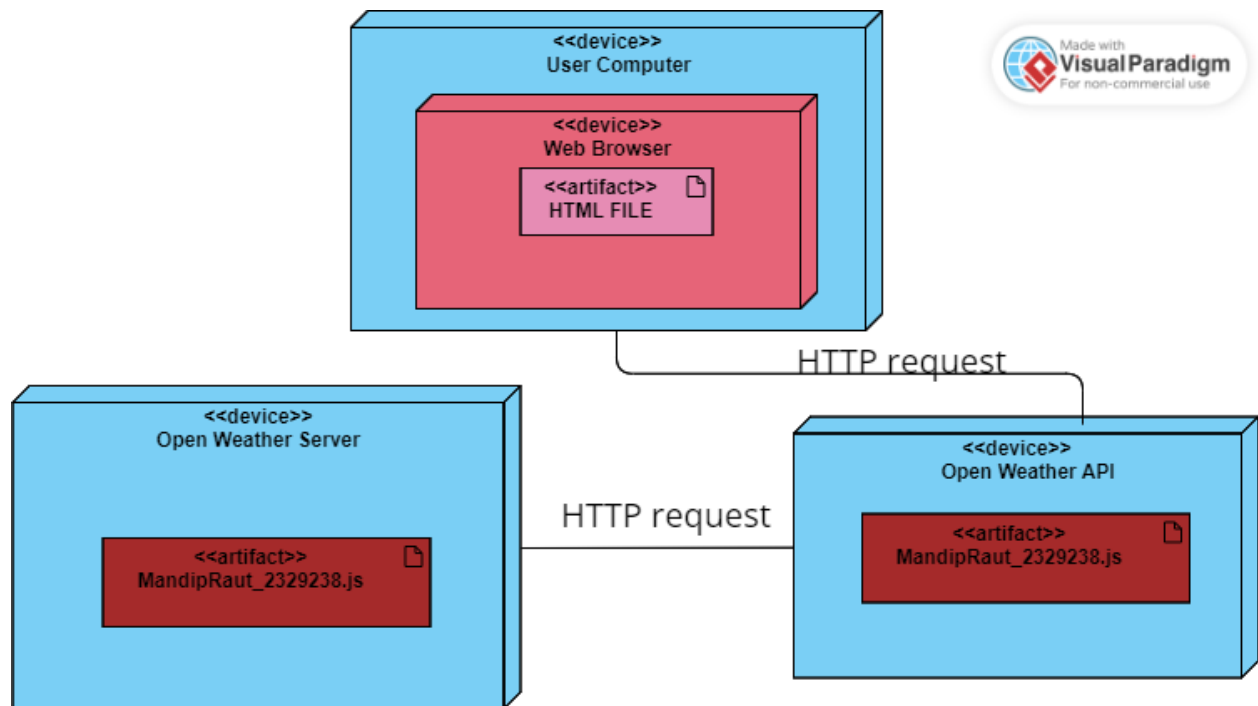 <<device>>
User Computer
Made with
Visual Paradigm
For non-commercial use
<<device>>
Web Browser
<<artifact>>
HTML FILE
HTTP request
<<device>>
Open Weather Server
<<device>>
Open Weather API
HTTP request
<<artifact>>
MandipRaut_2329238.js
<<artifact>>
MandipRaut_2329238.js